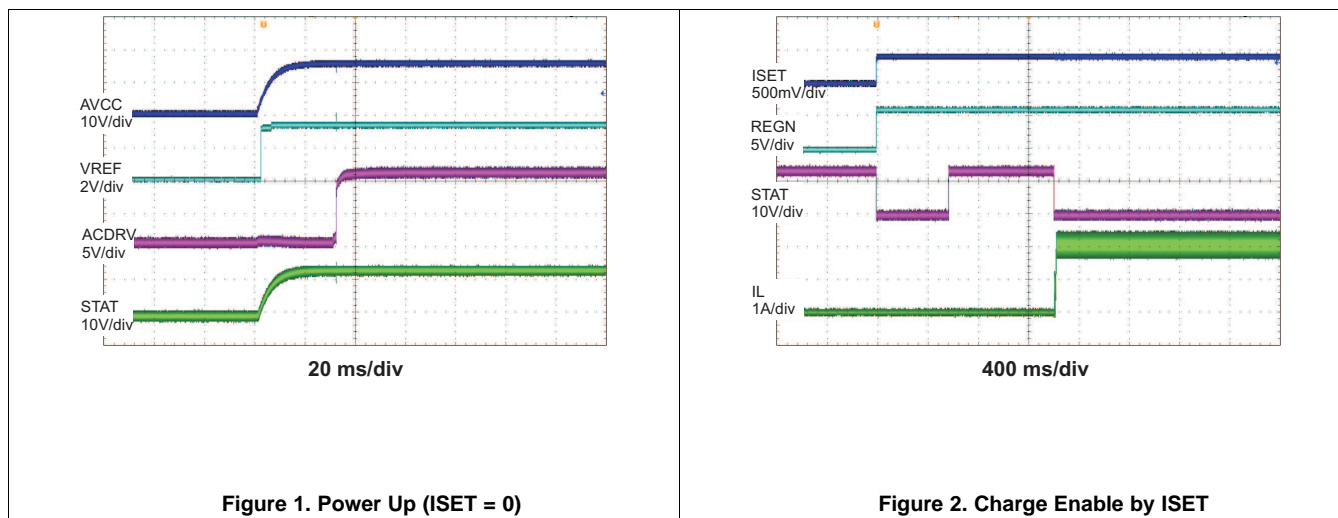 AVCC
10V/div
VREF
2V/div
ACDRV
5V/div
STAT
10V/div
20 ms/div
Figure 1. Power Up (ISET = 0)
ISET
500mV/div
REGN
5V/div
STAT
10V/div
IL
1A/div
400 ms/div
Figure 2. Charge Enable by ISET